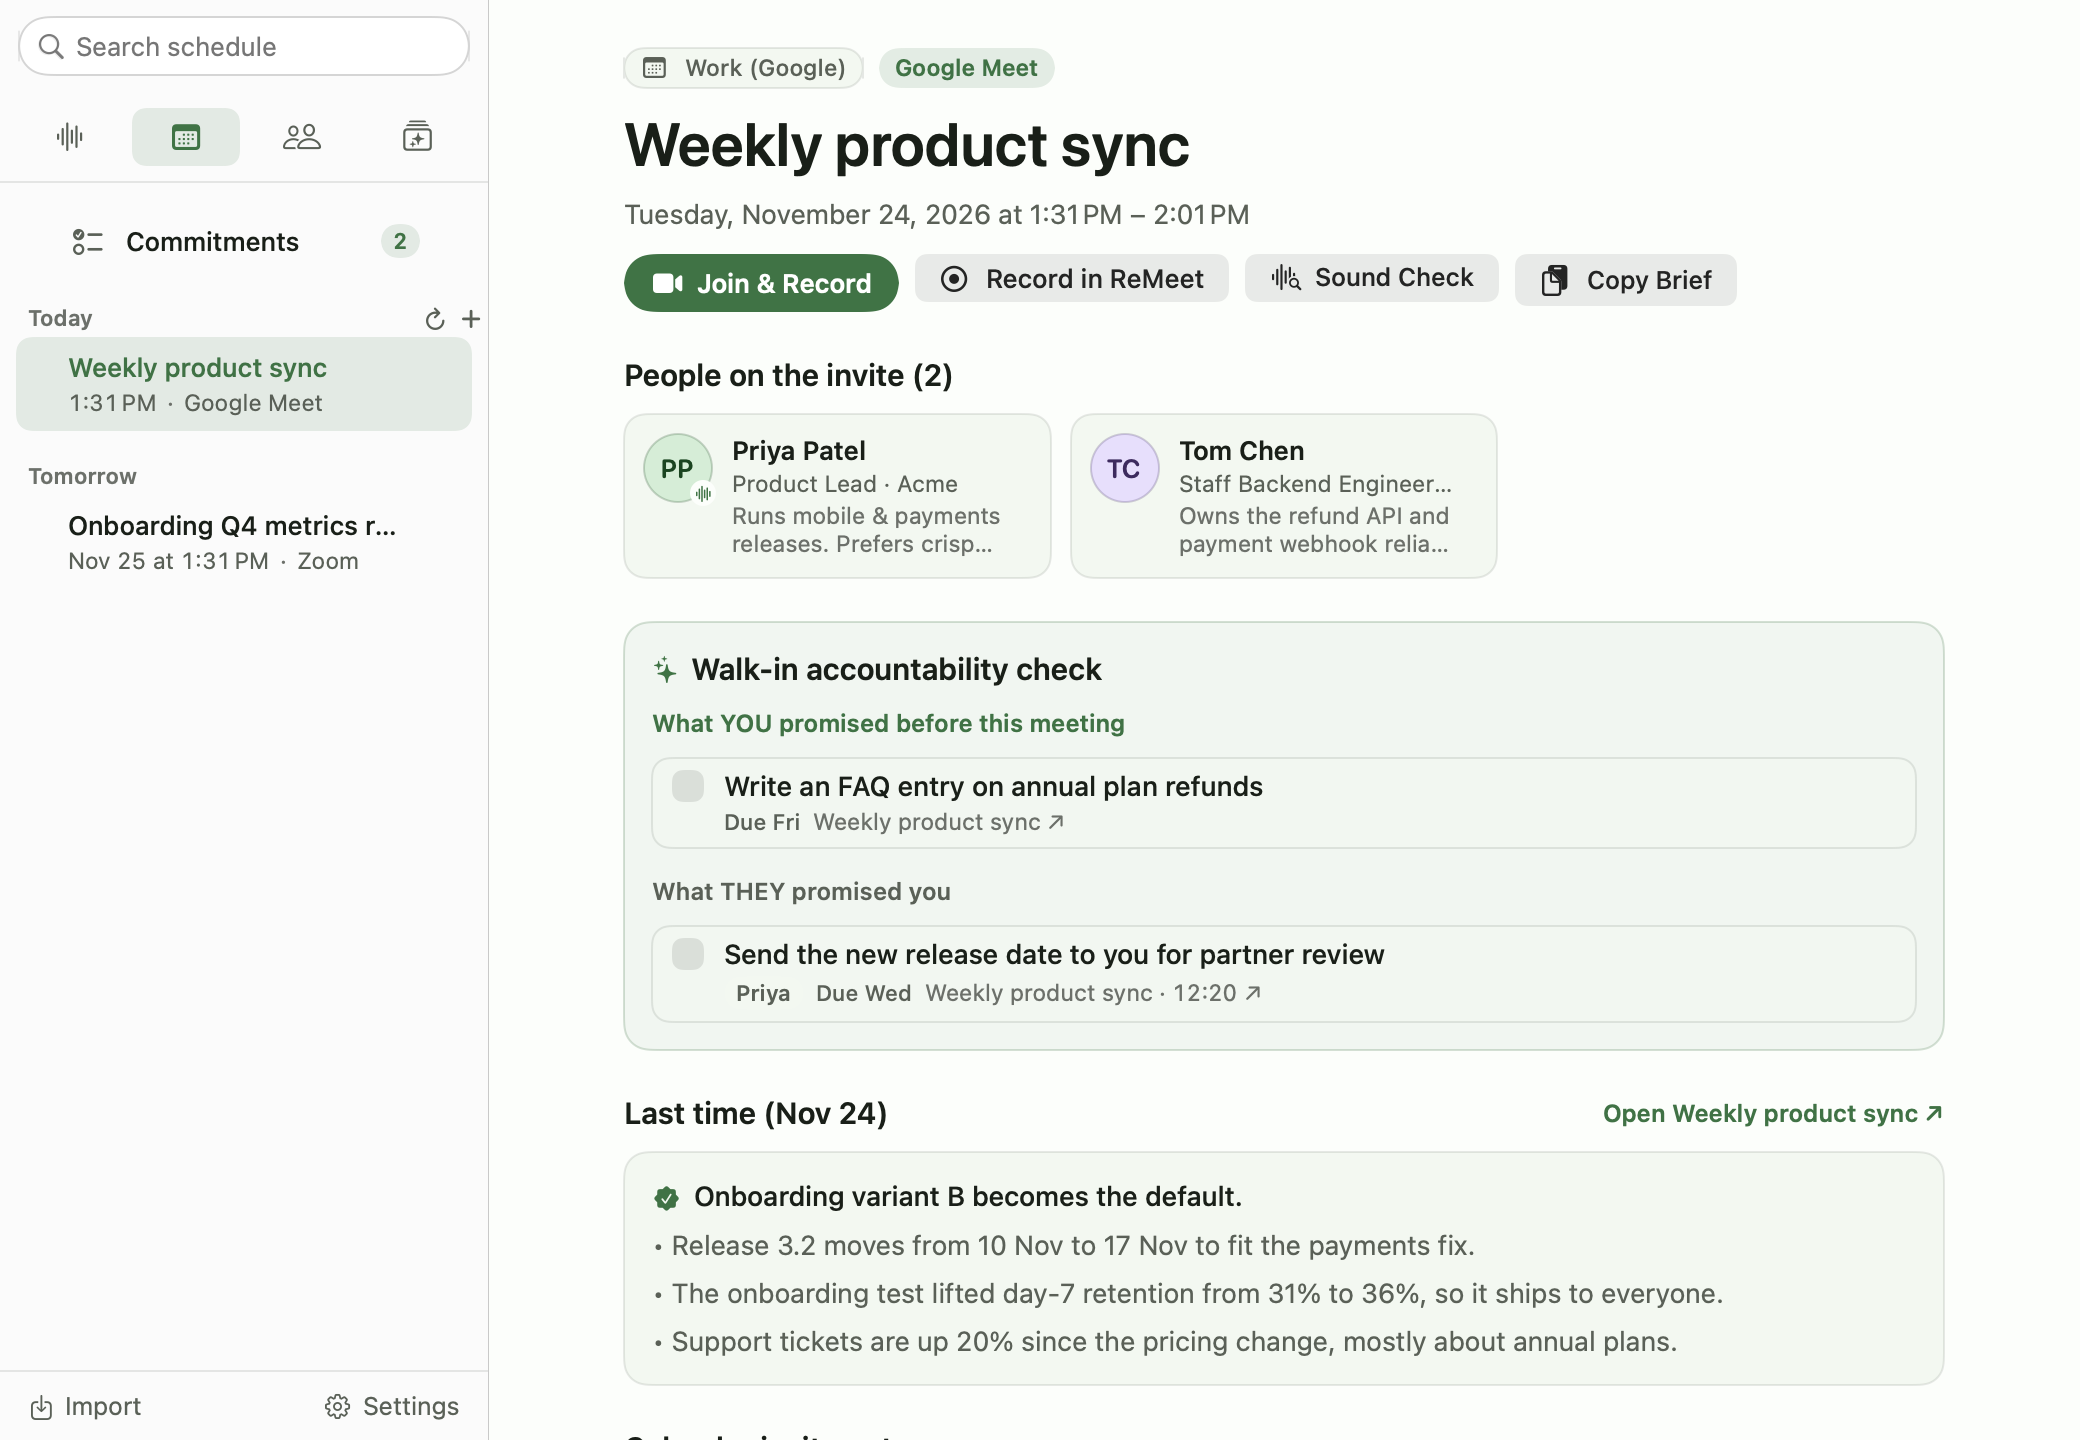 Search schedule
Commitments
2
Today
Weekly product sync
1:31 PM · Google Meet
Tomorrow
Onboarding Q4 metrics r...
Nov 25 at 1:31 PM · Zoom
Import
Settings
Work (Google)
Google Meet
Weekly product sync
Tuesday, November 24, 2026 at 1:31 PM – 2:01 PM
Join & Record
Record in ReMeet
Sound Check
Copy Brief
People on the invite (2)
PP
Priya Patel
Product Lead · Acme
Runs mobile & payments
releases. Prefers crisp...
TC
Tom Chen
Staff Backend Engineer...
Owns the refund API and
payment webhook relia...
Walk-in accountability check
What YOU promised before this meeting
Write an FAQ entry on annual plan refunds
Due Fri Weekly product sync ↗
What THEY promised you
Send the new release date to you for partner review
Priya Due Wed Weekly product sync · 12:20 ↗
Last time (Nov 24)
Open Weekly product sync ↗
Onboarding variant B becomes the default.
• Release 3.2 moves from 10 Nov to 17 Nov to fit the payments fix.
• The onboarding test lifted day-7 retention from 31% to 36%, so it ships to everyone.
• Support tickets are up 20% since the pricing change, mostly about annual plans.